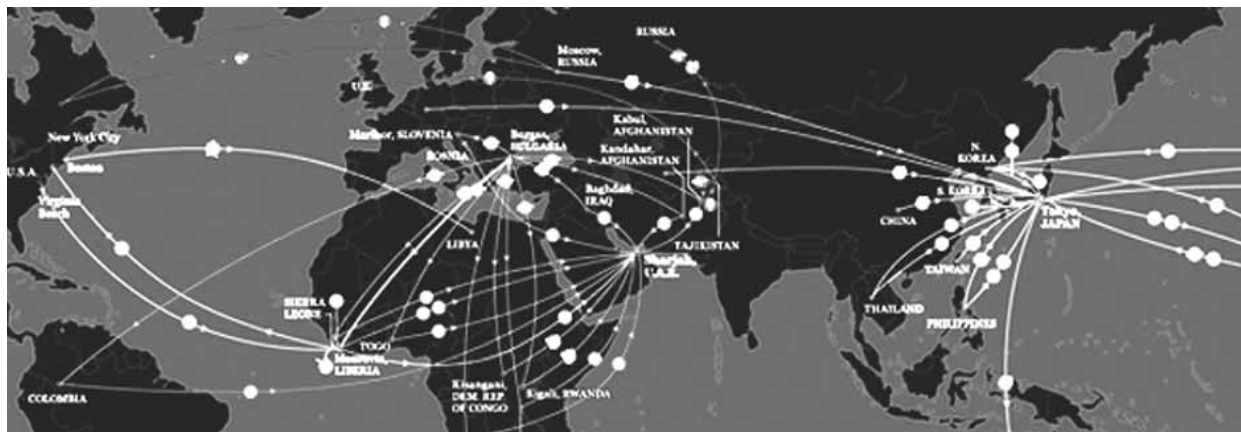 RUSSIA
Moscow,
RUSSIA
U.K.
New York City
Boston
U.S.A.
Virginia
Beach
Maribor, SLOVENIA
BOSNIA
Burgas,
BULGARIA
Kabul,
AFGHANISTAN
Kandahar,
AFGHANISTAN
Baghdad,
IRAQ
LIBYA
TAJIKISTAN
Sharjah,
U.A.E.
N.
KOREA
S. KOREA
CHINA
Tokyo,
JAPAN
TAIWAN
THAILAND
PHILIPPINES
SIERRA
LEONE
TOGO
Monrovia,
LIBERIA
COLOMBIA
Kisangani,
DEM. REP.
OF CONGO
Kigali, RWANDA